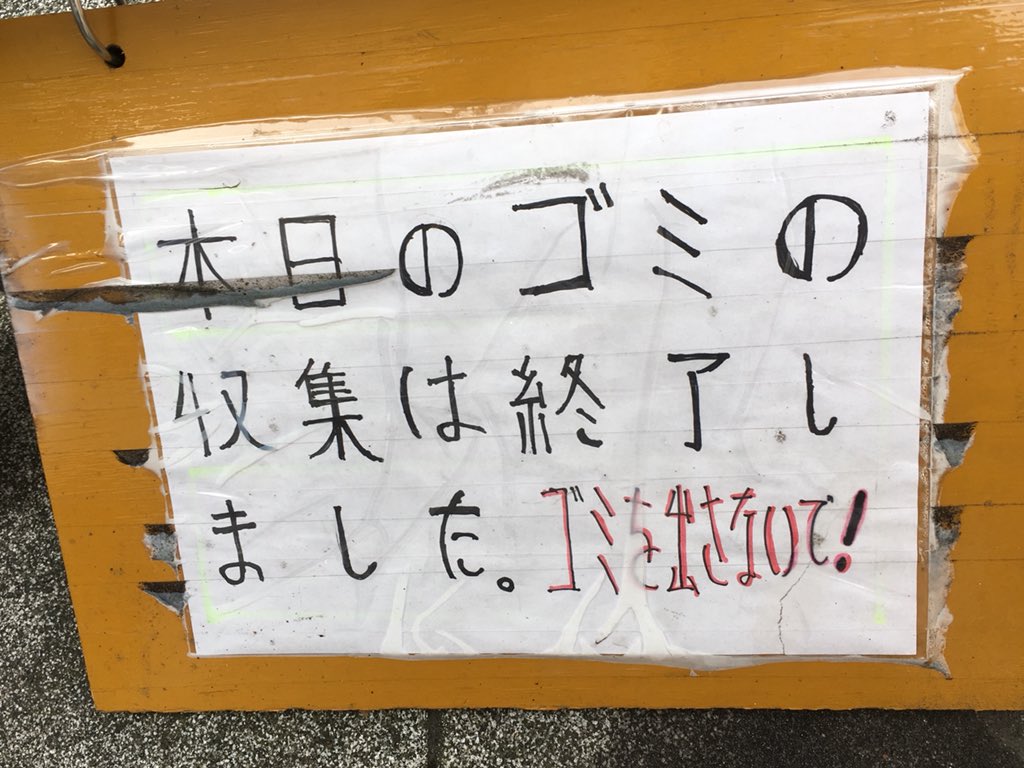 本日のゴミの
収集は終了し
ました。ゴミを出さないで!